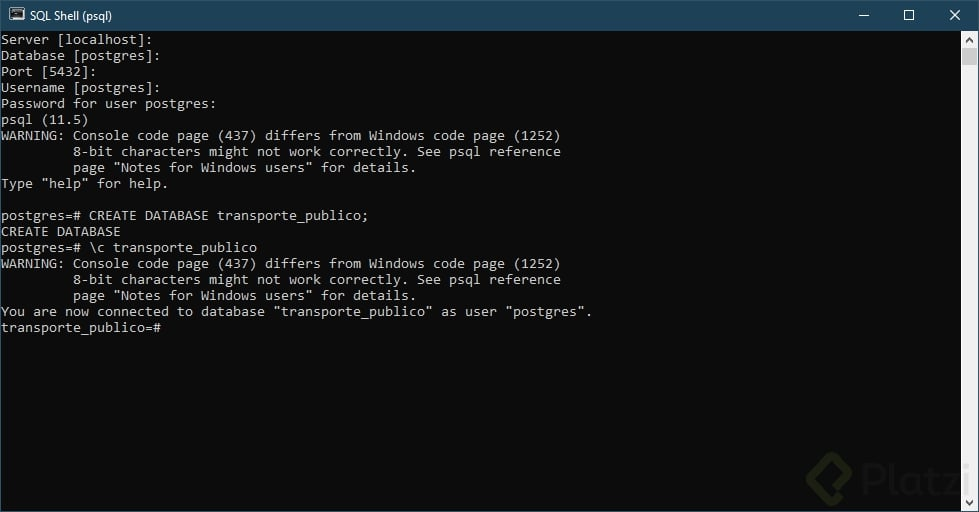 SQL Shell (psql)
Server [localhost]:
Database [postgres]:
Port [5432]:
Username [postgres]:
Password for user postgres:
psql (11.5)
WARNING: Console code page (437) differs from Windows code page (1252)
         8-bit characters might not work correctly. See psql reference
         page "Notes for Windows users" for details.
Type "help" for help.

postgres=# CREATE DATABASE transporte_publico;
CREATE DATABASE
postgres=# \c transporte_publico
WARNING: Console code page (437) differs from Windows code page (1252)
         8-bit characters might not work correctly. See psql reference
         page "Notes for Windows users" for details.
You are now connected to database "transporte_publico" as user "postgres".
transporte_publico=#
Platzi